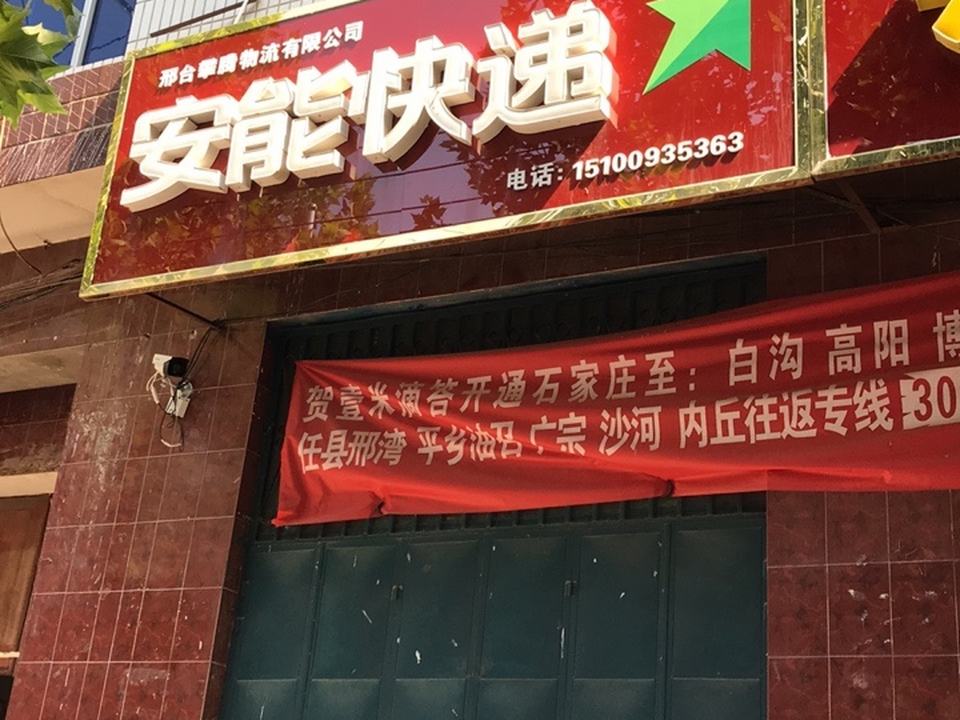 邢台攀腾物流有限公司
安能快递
电话：15100935363
贺壹米滴答开通石家庄至：白沟 高阳 博
任县邢湾 平乡油召 广宗 沙河 内丘往返专线 30